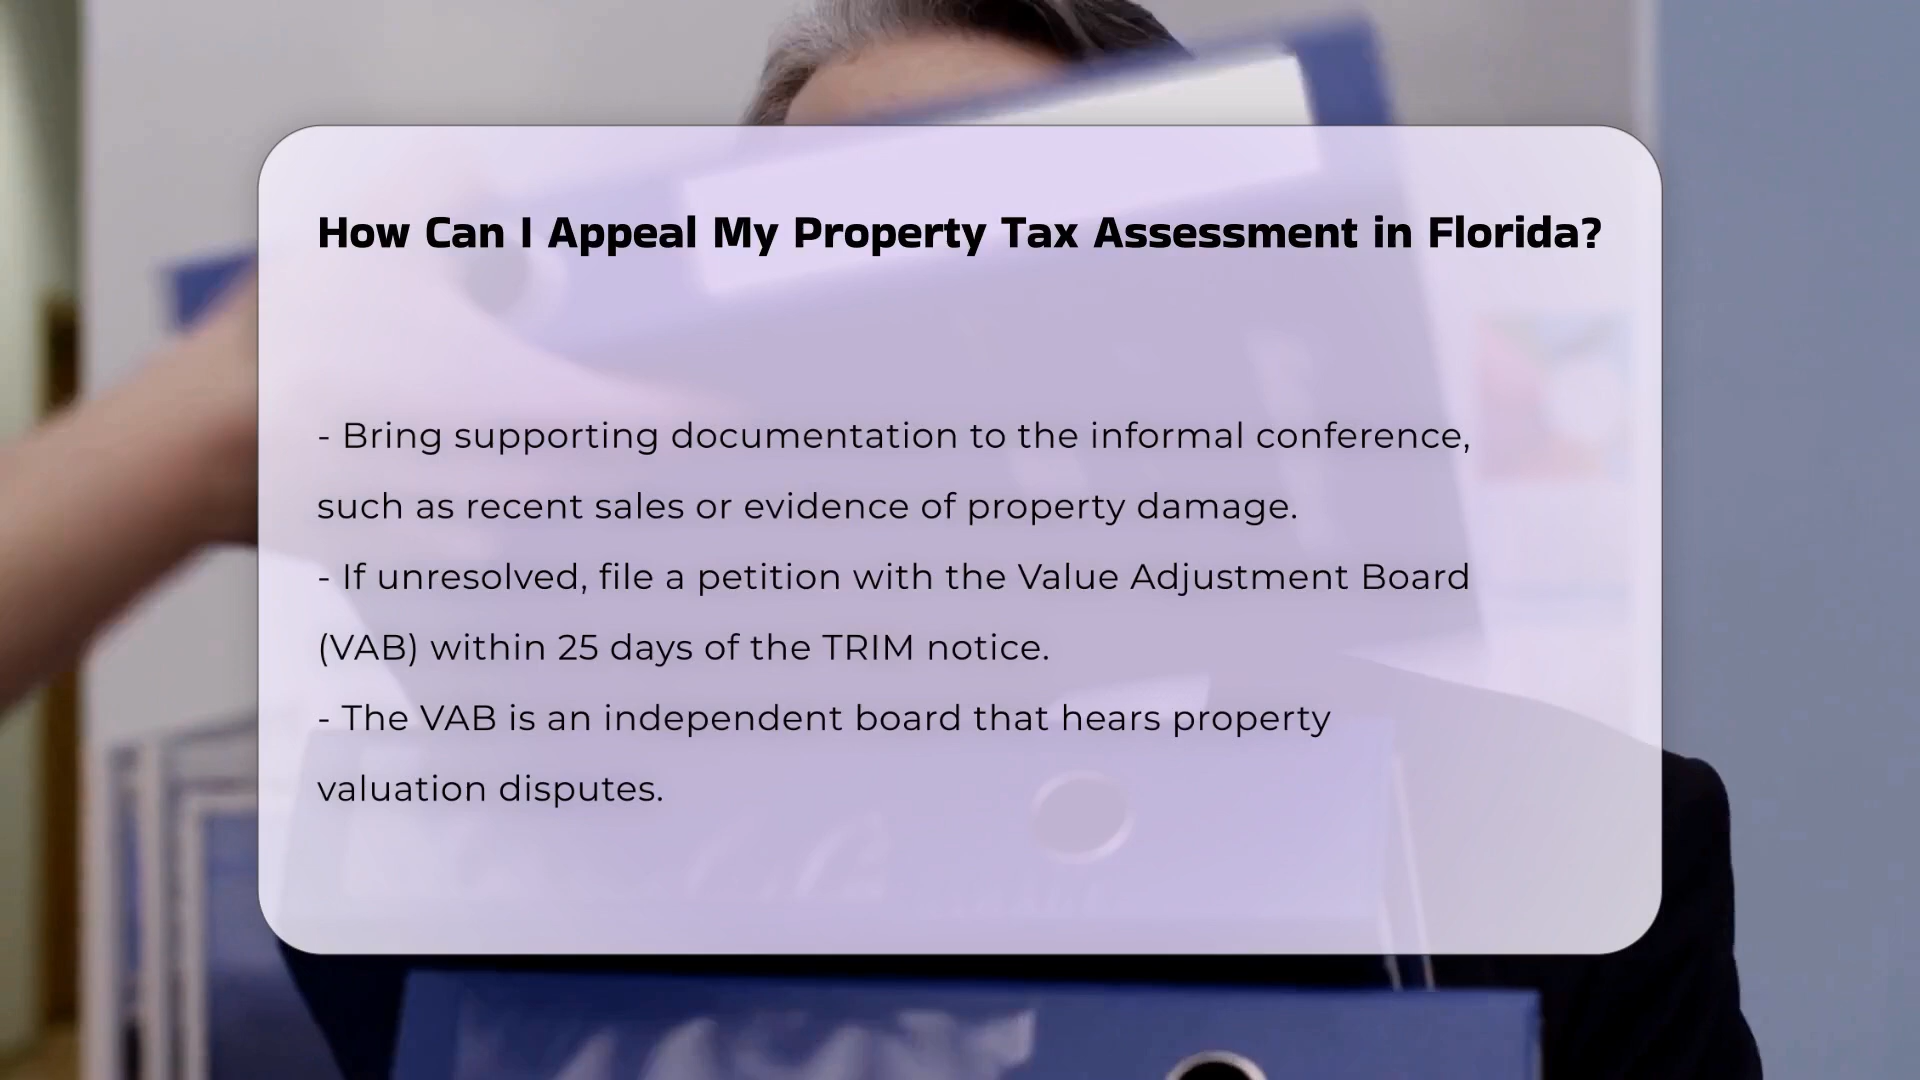 How Can I Appeal My Property Tax Assessment in Florida?
- Bring supporting documentation to the informal conference,
such as recent sales or evidence of property damage.
- If unresolved, file a petition with the Value Adjustment Board
(VAB) within 25 days of the TRIM notice.
- The VAB is an independent board that hears property
valuation disputes.